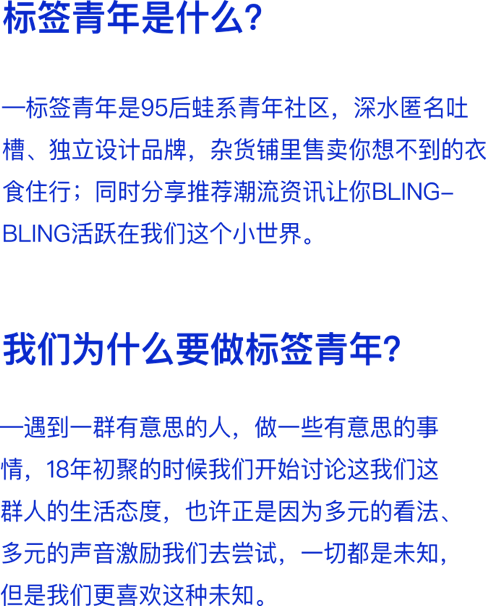 标签青年是什么？
—标签青年是95后蛙系青年社区，深水匿名吐
槽、独立设计品牌，杂货铺里售卖你想不到的衣
食住行；同时分享推荐潮流资讯让你BLING-
BLING活跃在我们这个小世界。
我们为什么要做标签青年？
—遇到一群有意思的人，做一些有意思的事
情，18年初聚的时候我们开始讨论这我们这
群人的生活态度，也许正是因为多元的看法、
多元的声音激励我们去尝试，一切都是未知，
但是我们更喜欢这种未知。